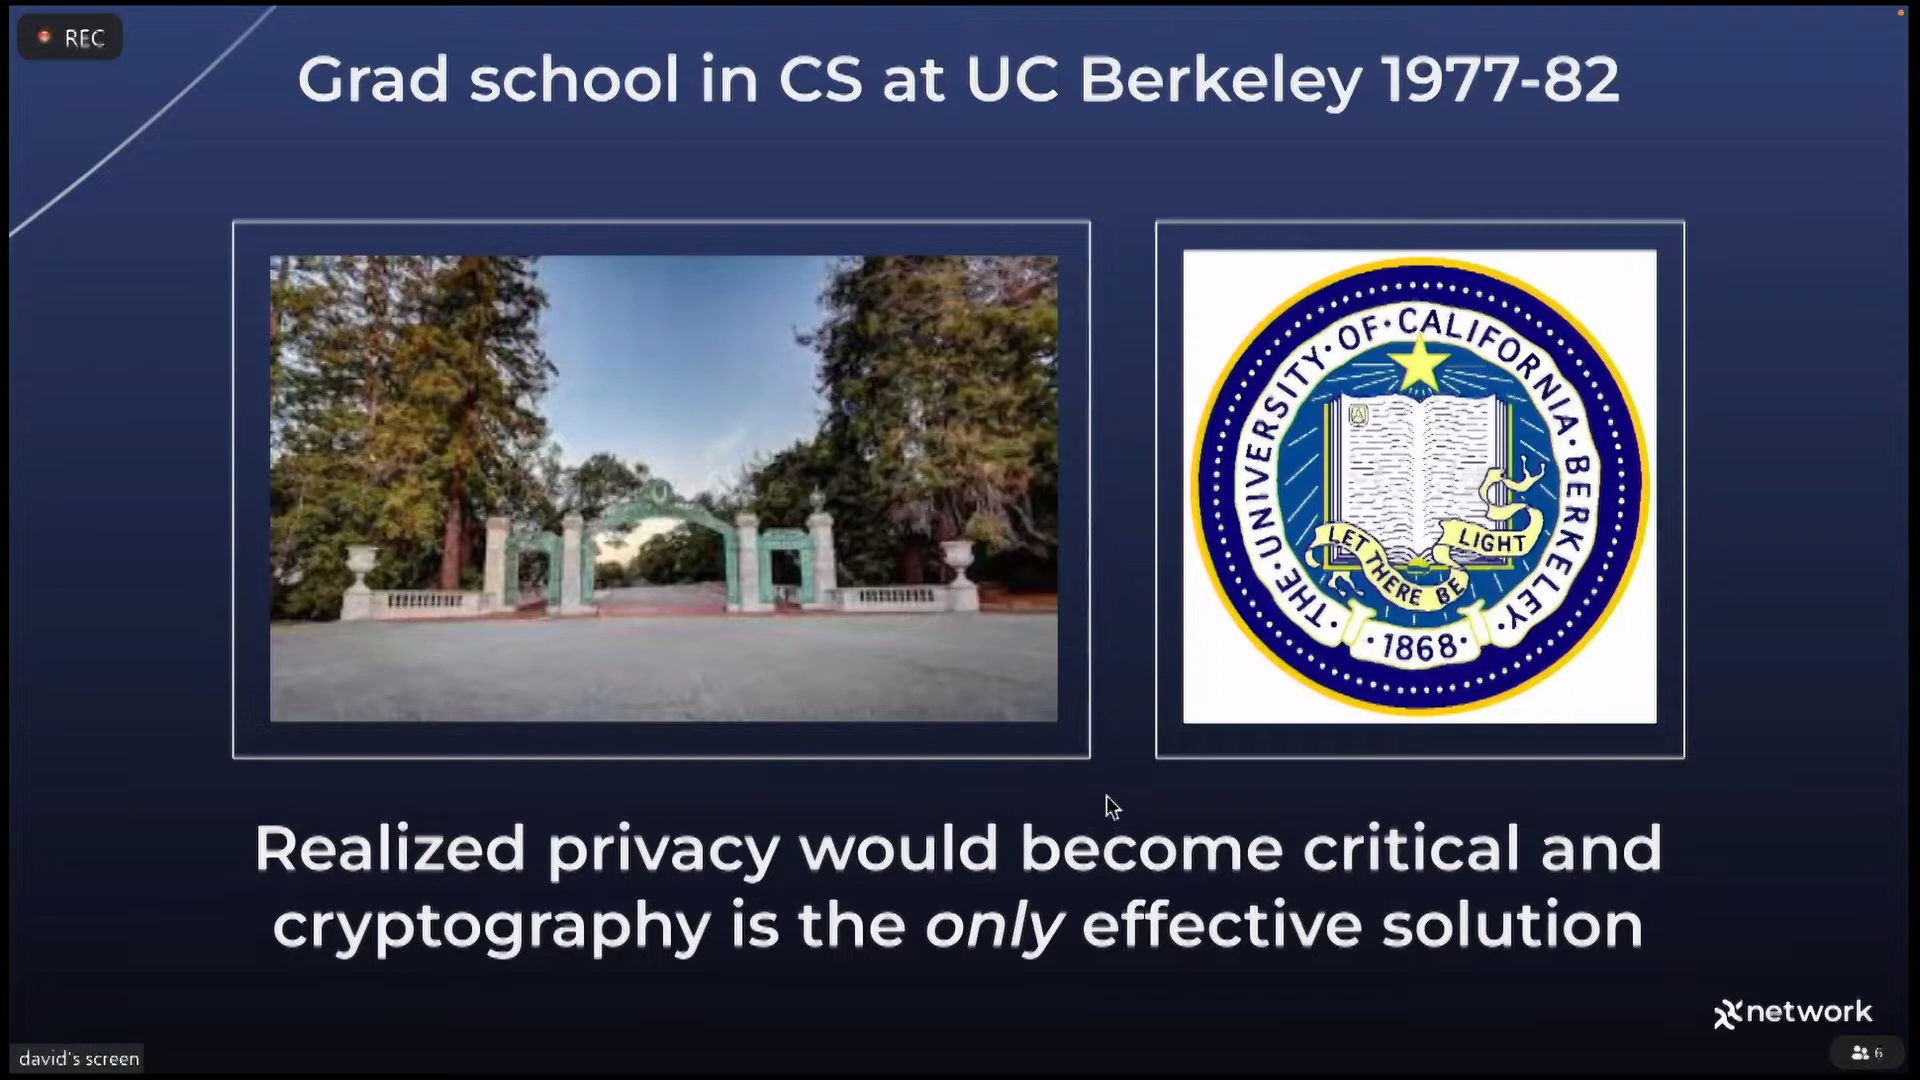 REC
Grad school in CS at UC Berkeley 1977-82
THE·UNIVERSITY·OF·CALIFORNIA·BERKELEY·
LET THERE BE LIGHT
·1868·
Realized privacy would become critical and
cryptography is the only effective solution
network
david's screen
6